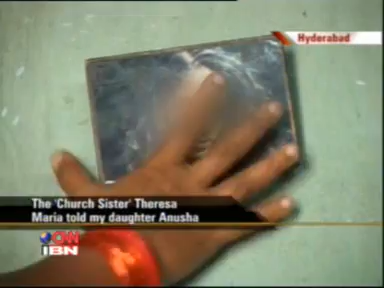 Hyderabad
The 'Church Sister' Theresa
Maria told my daughter Anusha
CNN
IBN